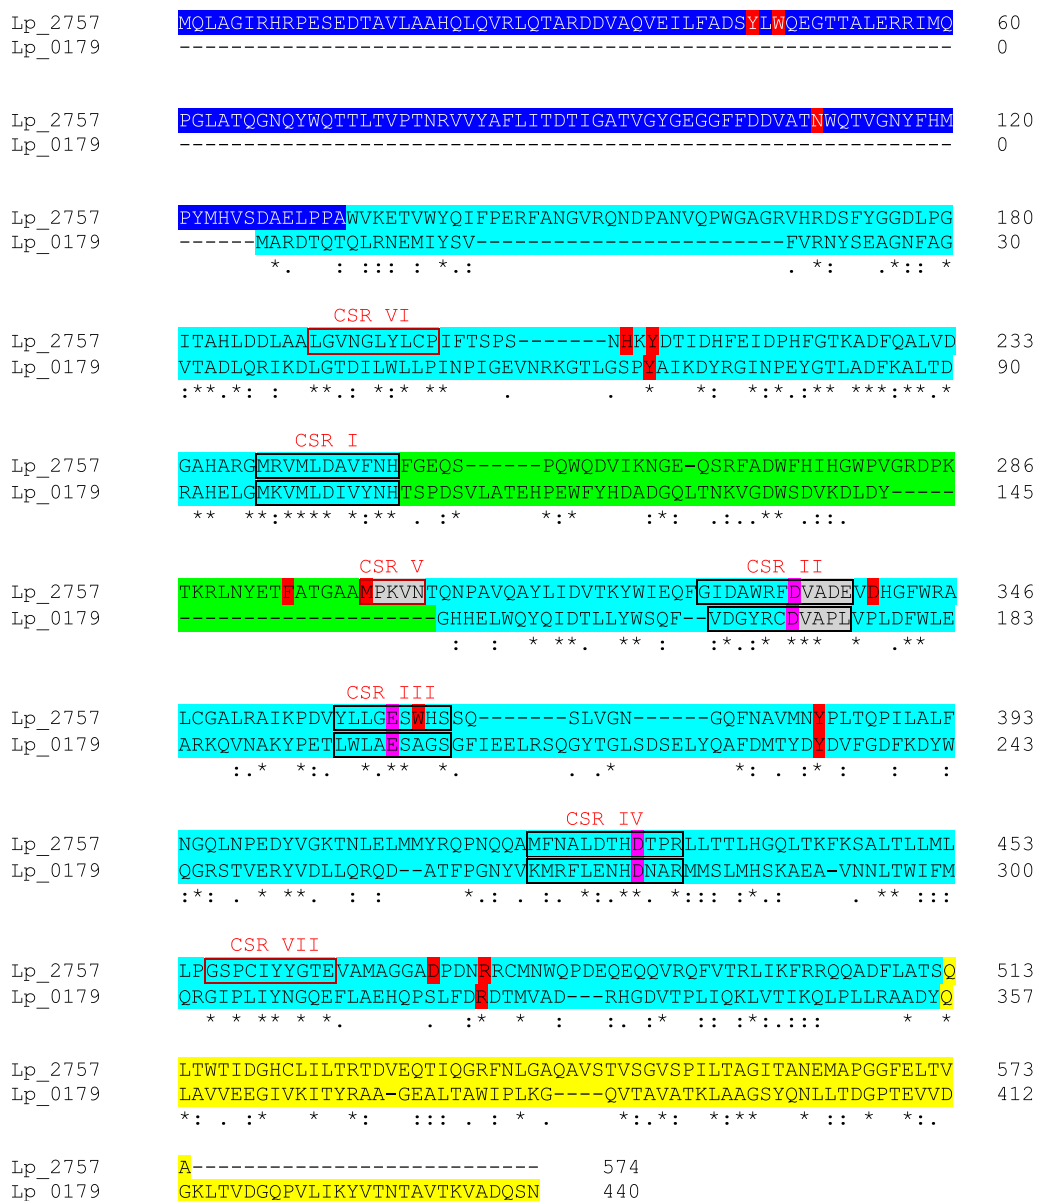 Lp_2757 MQLAGIRHRPESEDTAVLAAHQLQVRLQTARDDVAQVEILFADSYLWQEGTTALERRIMQ 60
Lp_0179 ------------------------------------------------------------ 0
Lp_2757 PGLATQGNQYWQTTLTVPTNRVVYAFLITDTIGATVGYGEGGFFDDVATNWQTVGNYFHM 120
Lp_0179 ------------------------------------------------------------ 0
Lp_2757 PYMHVSDAELPPAWVKETVWYQIFPERFANGVRQNDPANVQPWGAGRVHRDSFYGGDLPG 180
Lp_0179 ------MARDTQTQLRNEMIYSV------------------------FVRNYSEAGNFAG 30
*. : ::: : *.: . *: .*:: *
CSR VI
Lp_2757 ITAHLDDLAALGVNGLYLCPIFTSPS-------NHKYDTIDHFEIDPHFGTKADFQALVD 233
Lp_0179 VTADLQRIKDLGTDILWLLPINPIGEVNRKGTLGSPYAIKDYRGINPEYGTLADFKALTD 90
:**.*: : **.: *:* ** . . * *: *:*.:** ***:**.*
CSR I
Lp_2757 GAHARGMRVMLDAVFNHFGEQS------PQWQDVIKNGE-QSRFADWFHIHGWPVGRDPK 286
Lp_0179 RAHELGMKVMLDIVYNHTSPDSVLATEHPEWFYHDADGQLTNKVGDWSDVKDLDY----- 145
** **:**** *:** . :* *:* :*: .:..** .::.
CSR V CSR II
Lp_2757 TKRLNYETFATGAAMPKVNTQNPAVQAYLIDVTKYWIEQFGIDAWRFDVADEVDHGFWRA 346
Lp_0179 --------------------GHHELWQYQIDTLLYWSQF--VDGYRCDVAPLVPLDFWLE 183
: : * **. ** : :*.:* *** * .**
CSR III
Lp_2757 LCGALRAIKPDVYLLGESWHSSQ-------SLVGN------GQFNAVMNYPLTQPILALF 393
Lp_0179 ARKQVNAKYPETLWLAESAGSGFIEELRSQGYTGLSDSELYQAFDMTYDYDVFGDFKDYW 243
:.* *:. *.** *. . .* *: . :* : : :
CSR IV
Lp_2757 NGQLNPEDYVGKTNLELMMYRQPNQQAMFNALDTHDTPRLLTTLHGQLTKFKSALTLLML 453
Lp_0179 QGRSTVERYVDLLQRQD--ATFPGNYVKMRFLENHDNARMMSLMHSKAEA-VNNLTWIFM 300
:*: . * **. : : *.: . :. *:.**. *::: :*.: . ** :::
CSR VII
Lp_2757 LPGSPCIYYGTEVAMAGGADPDNRRCMNWQPDEQEQQVRQFVTRLIKFRRQQADFLATSQ 513
Lp_0179 QRGIPLIYNGQEFLAEHQPSLFDRDTMVAD---RHGDVTPLIQKLVTIKQLPLLRAADYQ 357
* * ** * *. . :* * : :. :* :: :*:.::: * *
Lp_2757 LTWTIDGHCLILTRTDVEQTIQGRFNLGAQAVSTVSGVSPILTAGITANEMAPGGFELTV 573
Lp_0179 LAVVEEGIVKITYRAA-GEALTAWIPLKG----QVTAVATKLAAGSYQNLLTDGPTEVVD 412
*: . :* * *: :: . : * . *:.*: *:** * :: * *:.
Lp_2757 A--------------------------- 574
Lp_0179 GKLTVDGQPVLIKYVTNTAVTKVADQSN 440